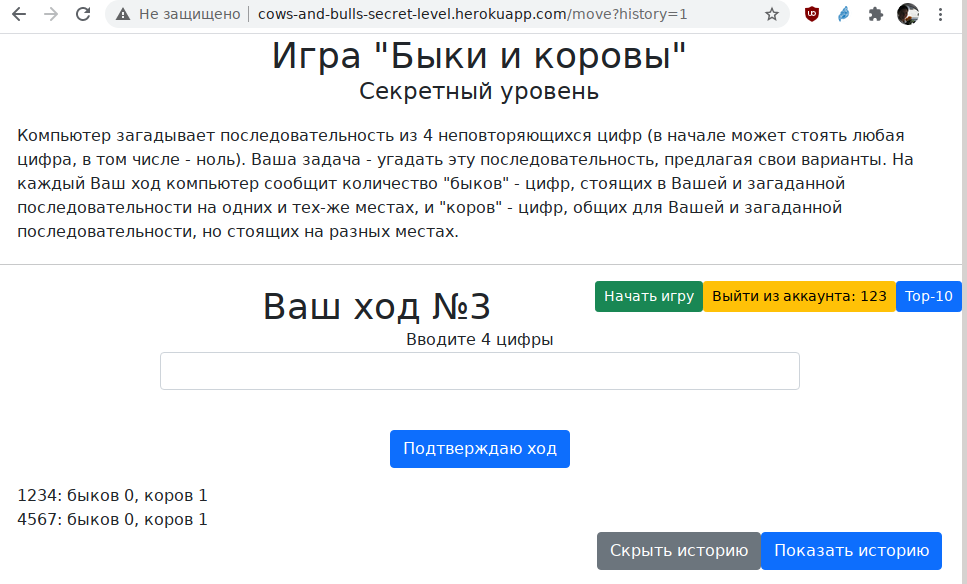 Не защищено
cows-and-bulls-secret-level.herokuapp.com/move?history=1
Игра "Быки и коровы"
Секретный уровень
Компьютер загадывает последовательность из 4 неповторяющихся цифр (в начале может стоять любая
цифра, в том числе - ноль). Ваша задача - угадать эту последовательность, предлагая свои варианты. На
каждый Ваш ход компьютер сообщит количество "быков" - цифр, стоящих в Вашей и загаданной
последовательности на одних и тех-же местах, и "коров" - цифр, общих для Вашей и загаданной
последовательности, но стоящих на разных местах.
Начать игру
Выйти из аккаунта: 123
Top-10
Ваш ход №3
Вводите 4 цифры
Подтверждаю ход
1234: быков 0, коров 1
4567: быков 0, коров 1
Скрыть историю
Показать историю